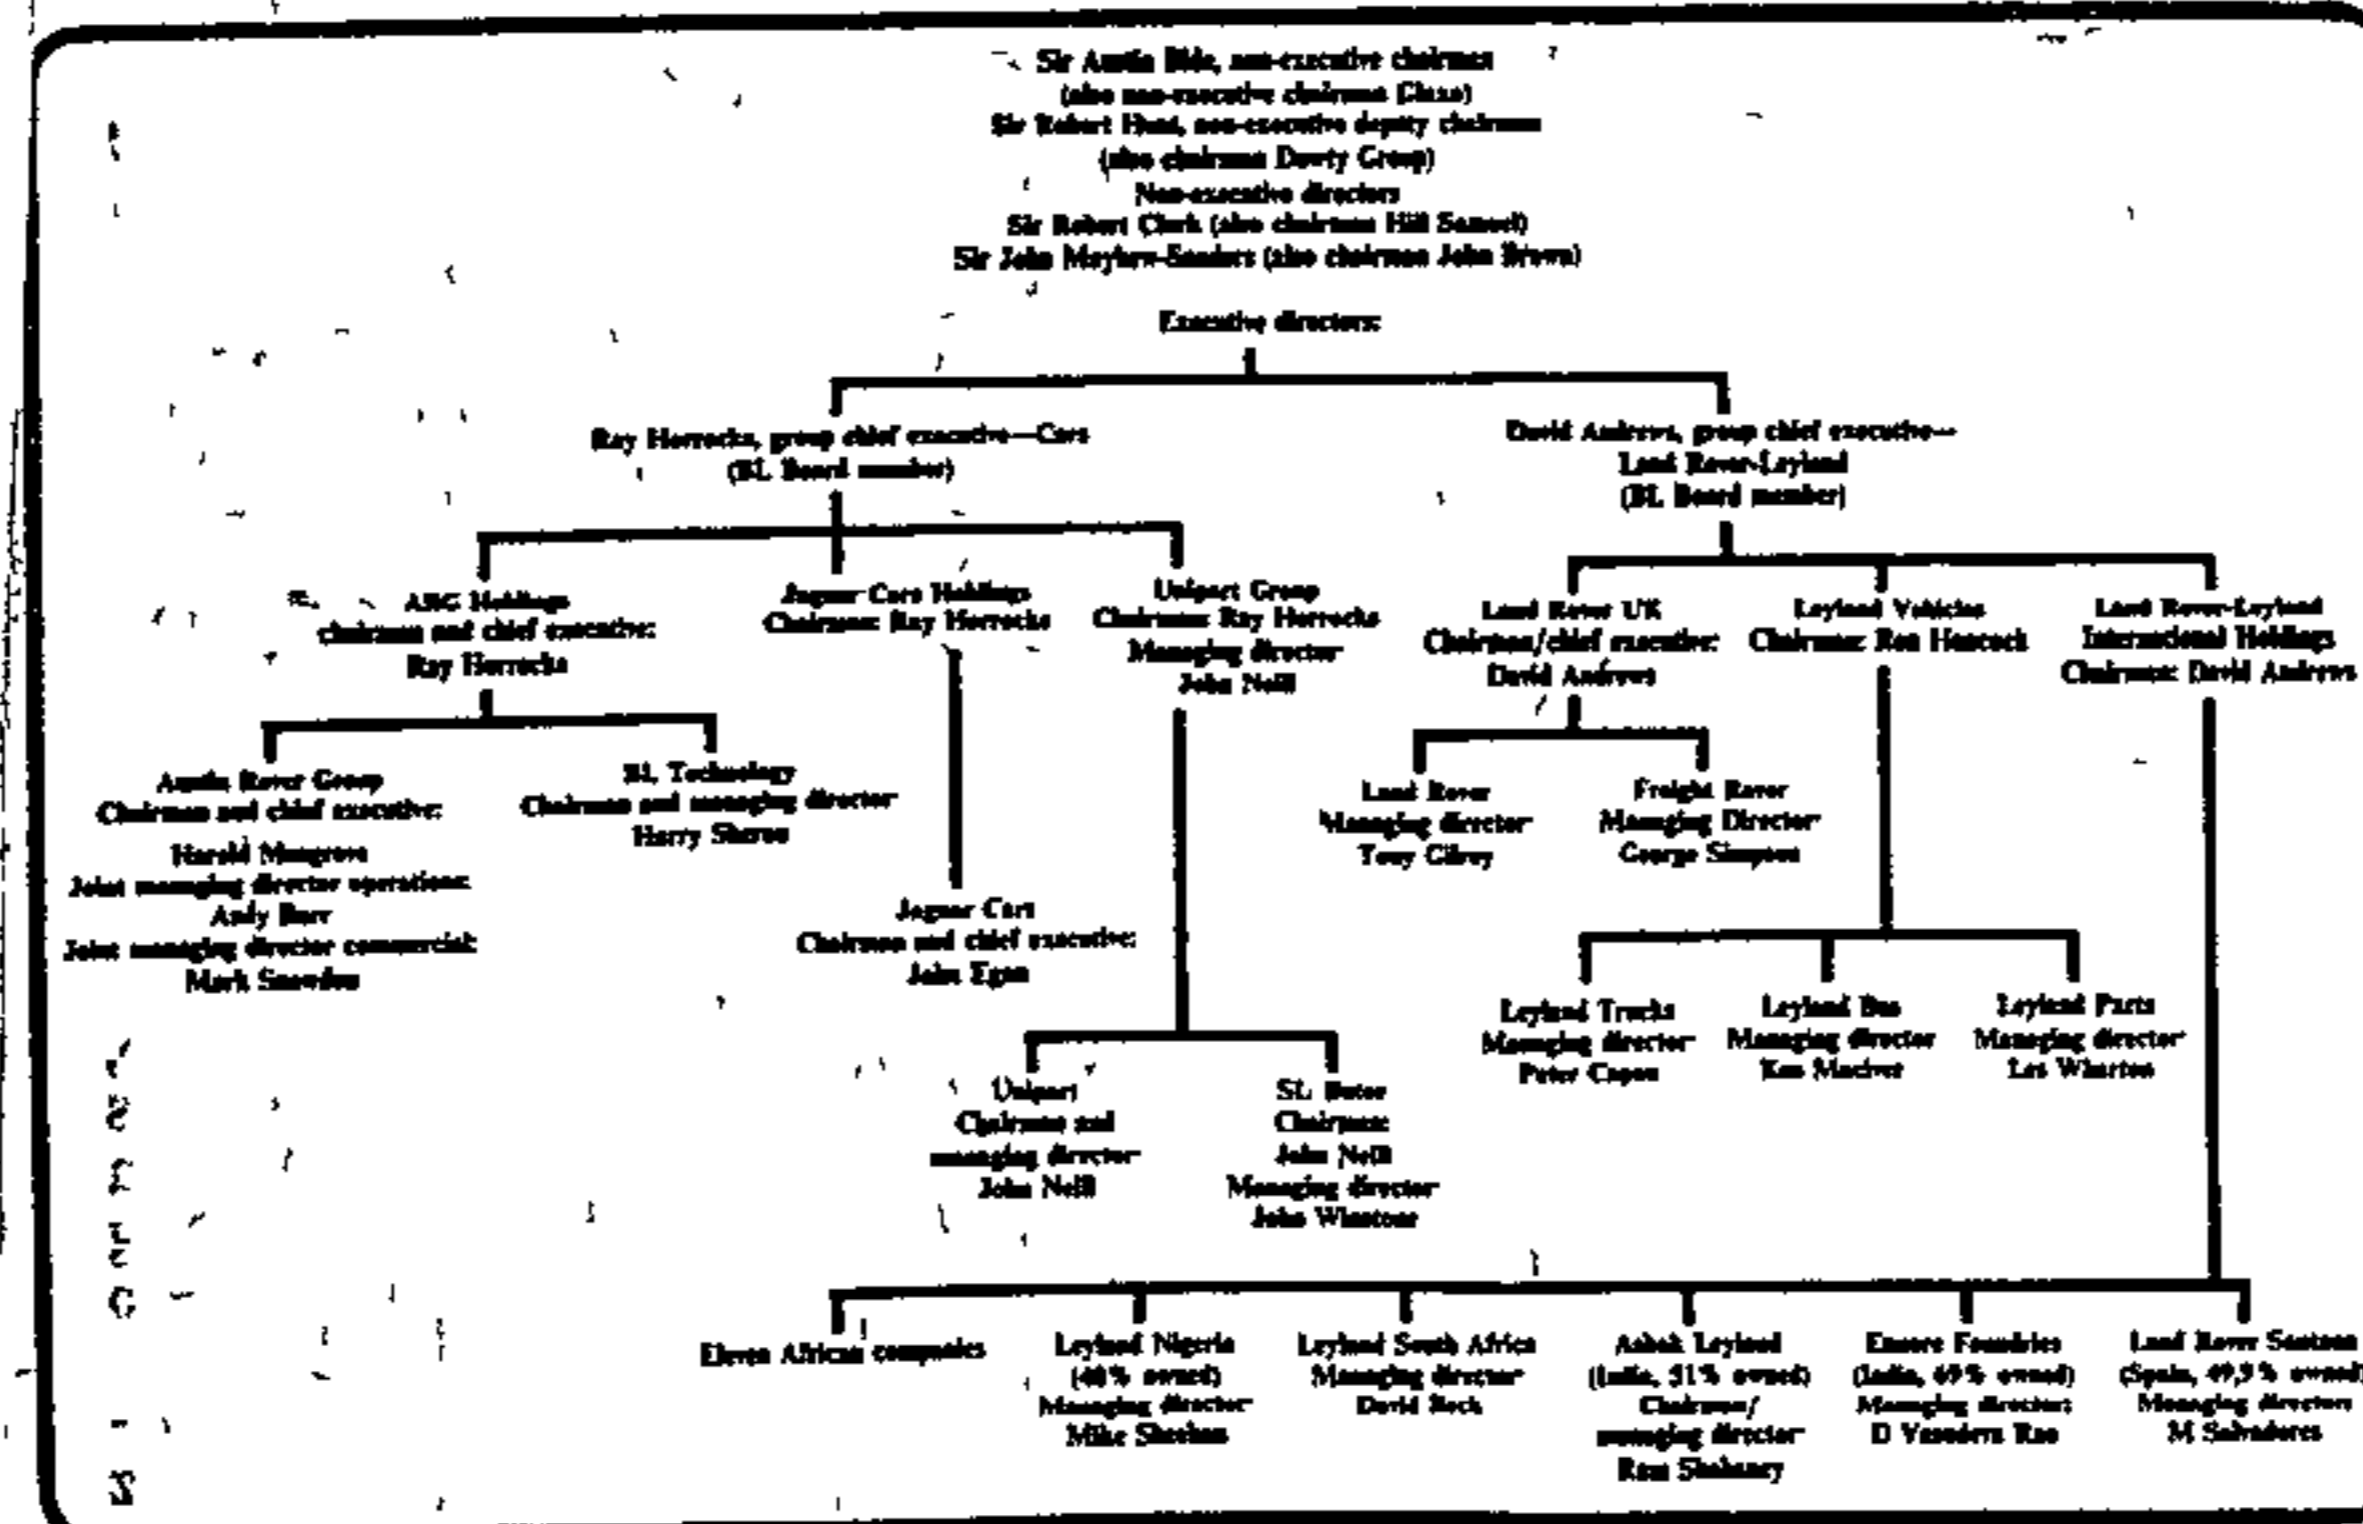 Sir Austin Bide, non-executive chairman
(also non-executive chairman Glaxo)
Sir Robert Hunt, non-executive deputy chairman
(also chairman Dowty Group)
Non-executive directors
Sir Robert Clark (also chairman Hill Samuel)
Sir John Mayhew-Sanders (also chairman John Brown)
Executive directors:
Ray Horrocks, group chief executive—Cars
(BL Board member)
David Andrews, group chief executive—
Land Rover-Leyland
(BL Board member)
ARG Holdings
chairman and chief executive:
Ray Horrocks
Jaguar Cars Holdings
Chairman: Ray Horrocks
Unipart Group
Chairman: Ray Horrocks
Managing director
John Neill
Land Rover UK
Chairman/chief executive:
David Andrews
Leyland Vehicles
Chairman: Ron Hancock
Land Rover-Leyland
International Holdings
Chairman: David Andrews
Austin Rover Group
Chairman and chief executive:
Harold Musgrove
Joint managing director operations:
Andy Barr
Joint managing director commercial:
Mark Snowdon
BL Technology
Chairman and managing director
Harry Sheron
Land Rover
Managing director
Tony Gilroy
Freight Rover
Managing Director
George Simpson
Jaguar Cars
Chairman and chief executive:
John Egan
Leyland Trucks
Managing director
Peter Capon
Leyland Bus
Managing director
Ken Maciver
Leyland Parts
Managing director
Les Wharton
Unipart
Chairman and
managing director
John Neill
Chairman:
John Neill
Managing director
John
Eleven African companies
Leyland Nigeria
(40% owned)
Managing director
Mike Sheehan
Leyland South Africa
Managing director
David Beck
Ashok Leyland
(India, 51% owned)
Chairman/
managing director
Ram Shahaney
Ennore Foundries
(India, 69% owned)
Managing director:
D Vasudeva Rao
Land Rover Santana
(Spain, 49.9% owned)
Managing director:
M